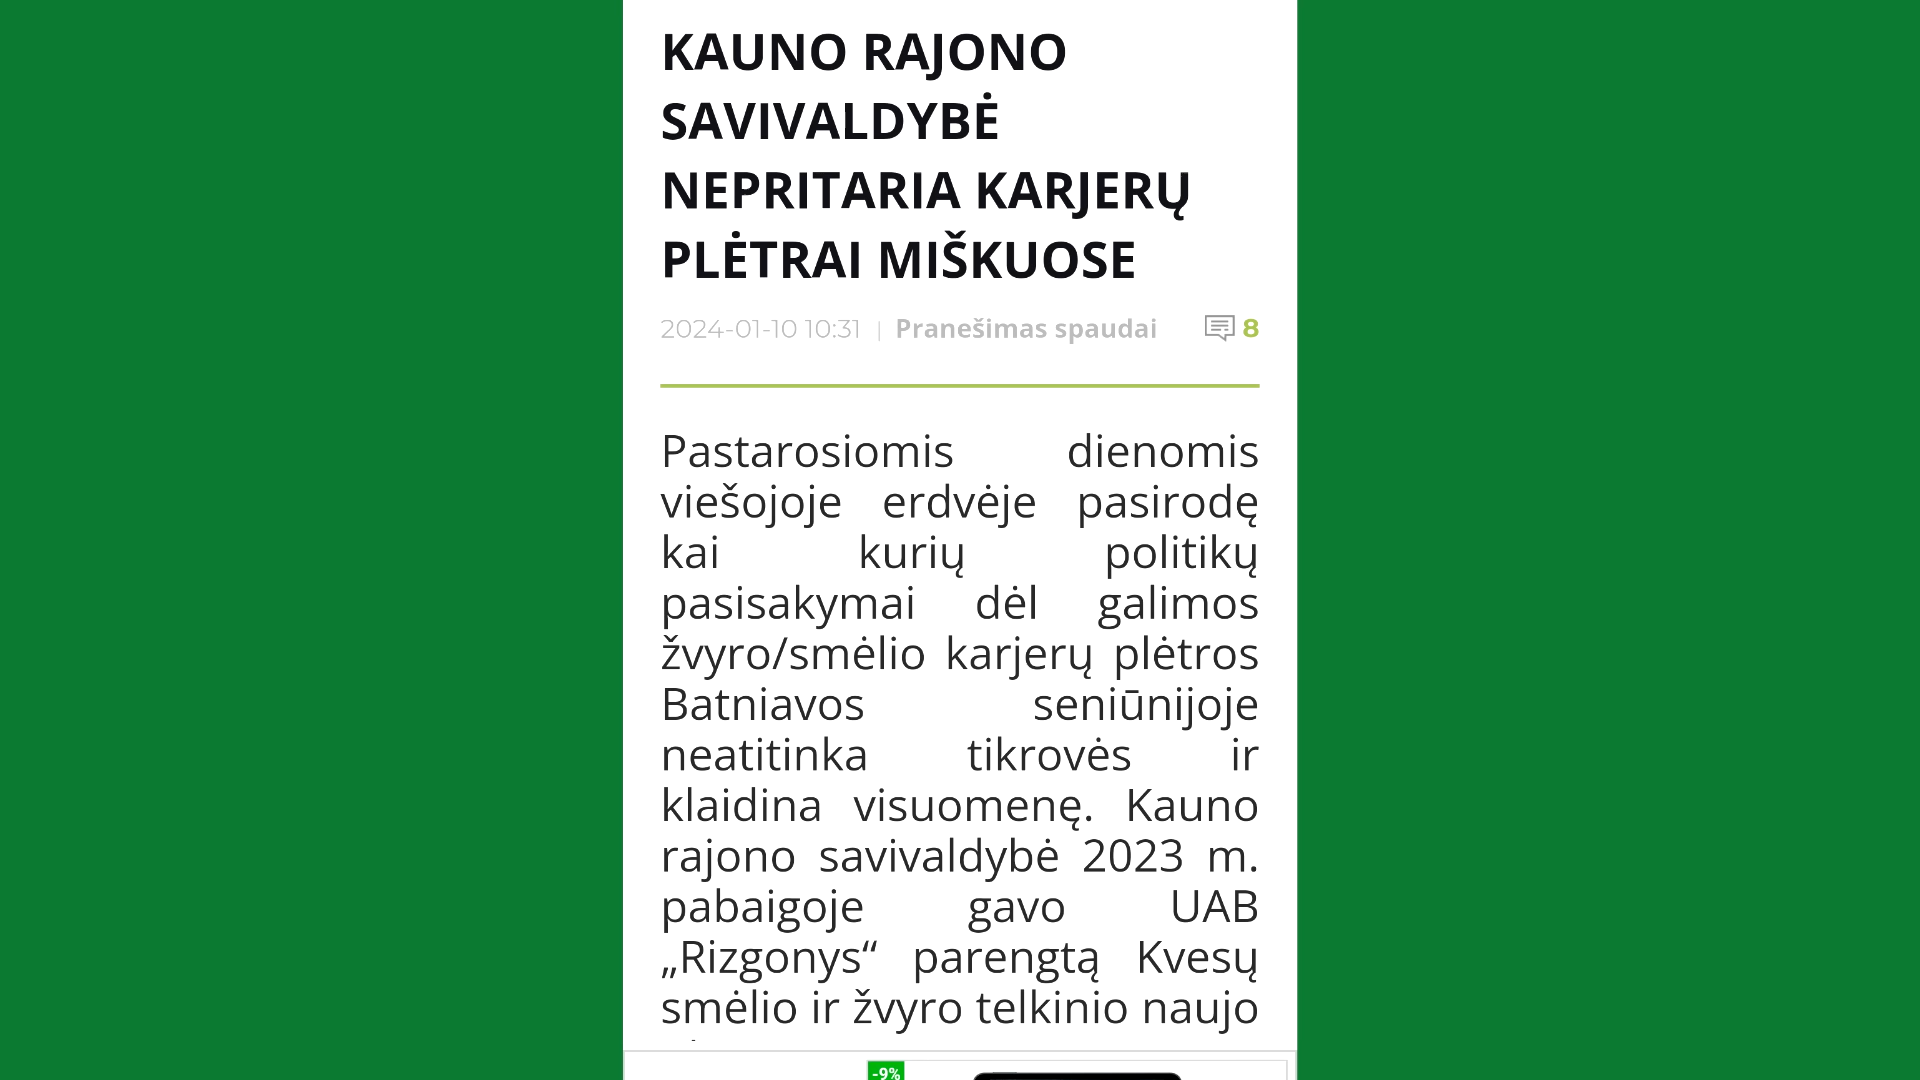 KAUNO RAJONO
SAVIVALDYBĖ
NEPRITARIA KARJERŲ
PLĖTRAI MIŠKUOSE
2024-01-10 10:31 | Pranešimas spaudai 8
Pastarosiomis dienomis
viešojoje erdvėje pasirodę
kai kurių politikų
pasisakymai dėl galimos
žvyro/smėlio karjerų plėtros
Batniavos seniūnijoje
neatitinka tikrovės ir
klaidina visuomenę. Kauno
rajono savivaldybė 2023 m.
pabaigoje gavo UAB
„Rizgonys“ parengtą Kvesų
smėlio ir žvyro telkinio naujo
-9%